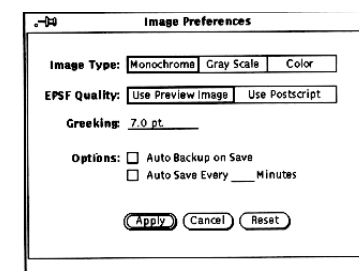 Image Preferences
Image Type: Monochrome Gray Scale Color
EPSF Quality: Use Preview Image Use Postscript
Greeking: 7.0 pt.
Options: Auto Backup on Save
Auto Save Every ____ Minutes
Apply Cancel Reset